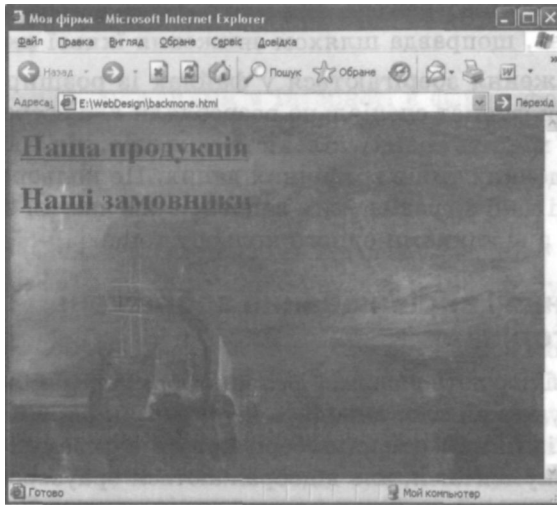 Моя фірма - Microsoft Internet Explorer
Файл Правка Вигляд Обране Сервіс Довідка
Назад Пошук Обране
Адреса: E:\WebDesign\backmone.html Перехід
Наша продукція
Наші замовники
Готово Мой компьютер